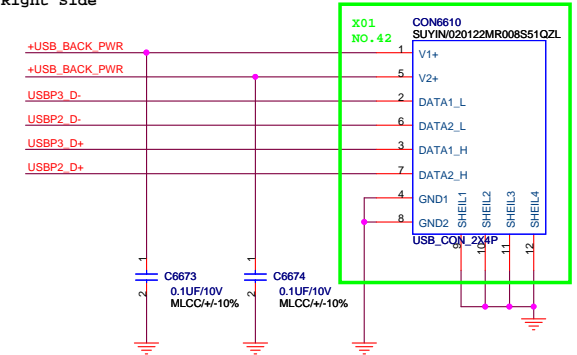 Right Side
X01
NO.42
CON6610
SUYIN/020122MR008S51QZL
+USB_BACK_PWR 1 V1+
+USB_BACK_PWR 5 V2+
USBP3_D- 2 DATA1_L
USBP2_D- 6 DATA2_L
USBP3_D+ 3 DATA1_H
USBP2_D+ 7 DATA2_H
4 GND1
8 GND2
SHEIL1 SHEIL2 SHEIL3 SHEIL4
USB_CON_2X4P
9 10 11 12
1 1
C6673 C6674
0.1UF/10V 0.1UF/10V
2 MLCC/+/-10% 2 MLCC/+/-10%